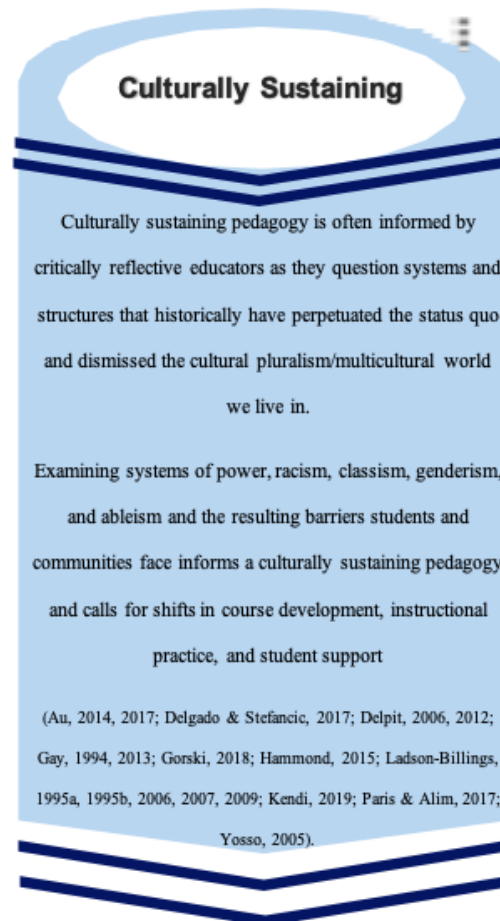 Culturally Sustaining
Culturally sustaining pedagogy is often informed by
critically reflective educators as they question systems and
structures that historically have perpetuated the status quo
and dismissed the cultural pluralism/multicultural world
we live in.
Examining systems of power, racism, classism, genderism,
and ableism and the resulting barriers students and
communities face informs a culturally sustaining pedagogy
and calls for shifts in course development, instructional
practice, and student support
(Au, 2014, 2017; Delgado & Stefancic, 2017; Delpit, 2006, 2012;
Gay, 1994, 2013; Gorski, 2018; Hammond, 2015; Ladson-Billings,
1995a, 1995b, 2006, 2007, 2009; Kendi, 2019; Paris & Alim, 2017;
Yosso, 2005).